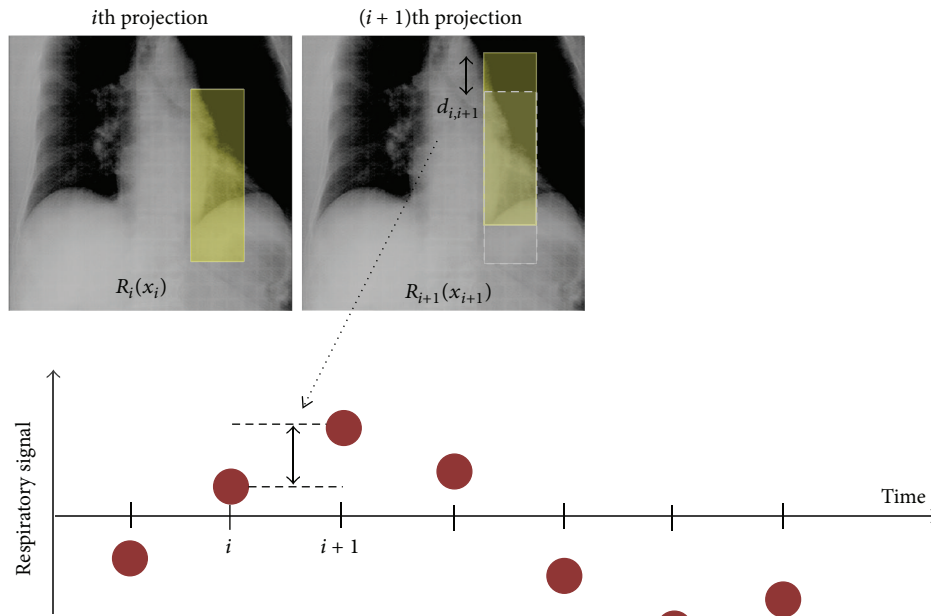 ith projection
(i + 1)th projection
d_{i,i+1}
R_i(x_i)
R_{i+1}(x_{i+1})
Respiratory signal
Time
i
i + 1